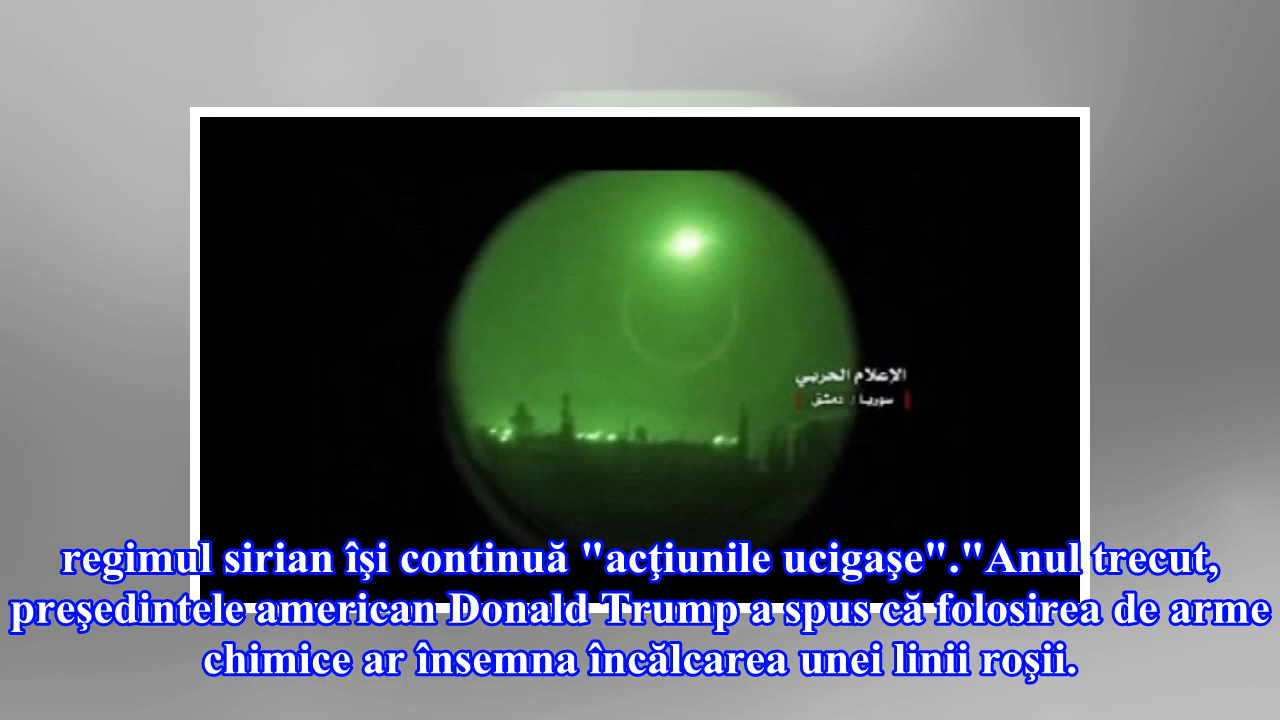 الإعلام الحربي
سوريا / دمشق
regimul sirian îşi continuă "acţiunile ucigaşe"."Anul trecut,
preşedintele american Donald Trump a spus că folosirea de arme
chimice ar însemna încălcarea unei linii roşii.